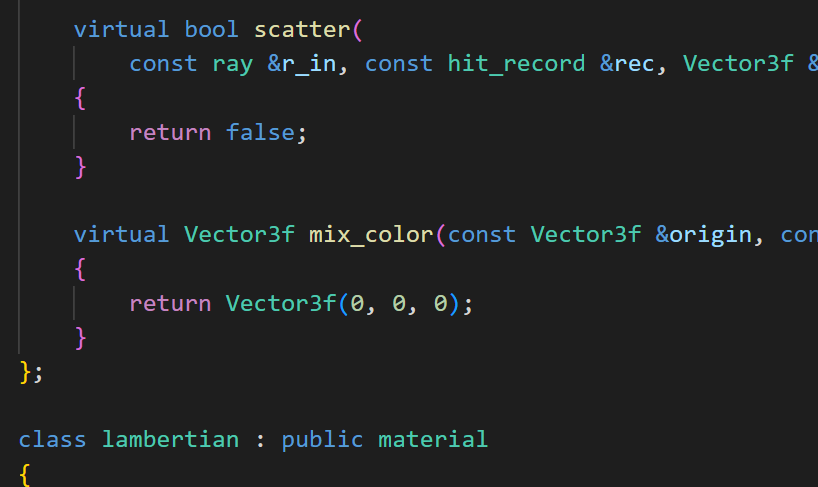 virtual bool scatter(
const ray &r_in, const hit_record &rec, Vector3f &
{
return false;
}
virtual Vector3f mix_color(const Vector3f &origin, con
{
return Vector3f(0, 0, 0);
}
};
class lambertian : public material
{